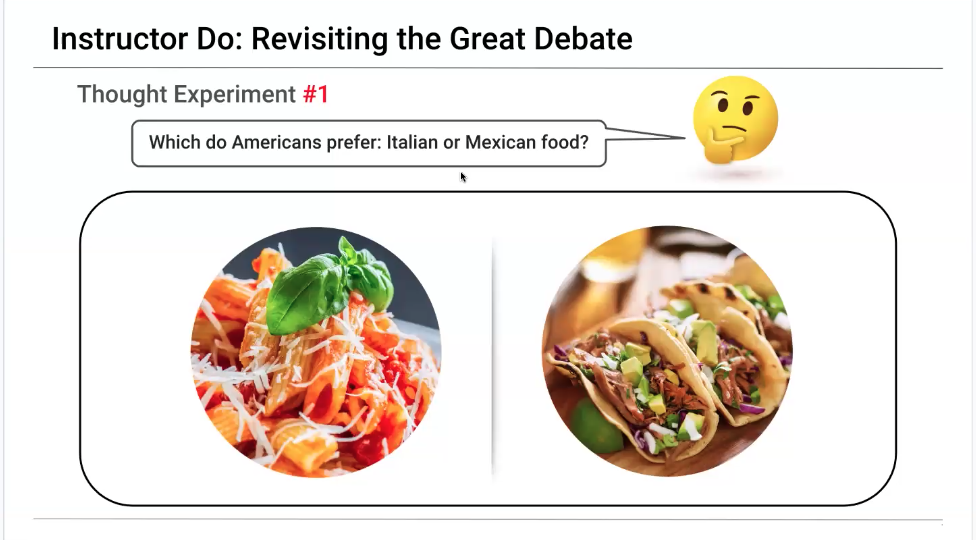 Instructor Do: Revisiting the Great Debate
Thought Experiment #1
Which do Americans prefer: Italian or Mexican food?